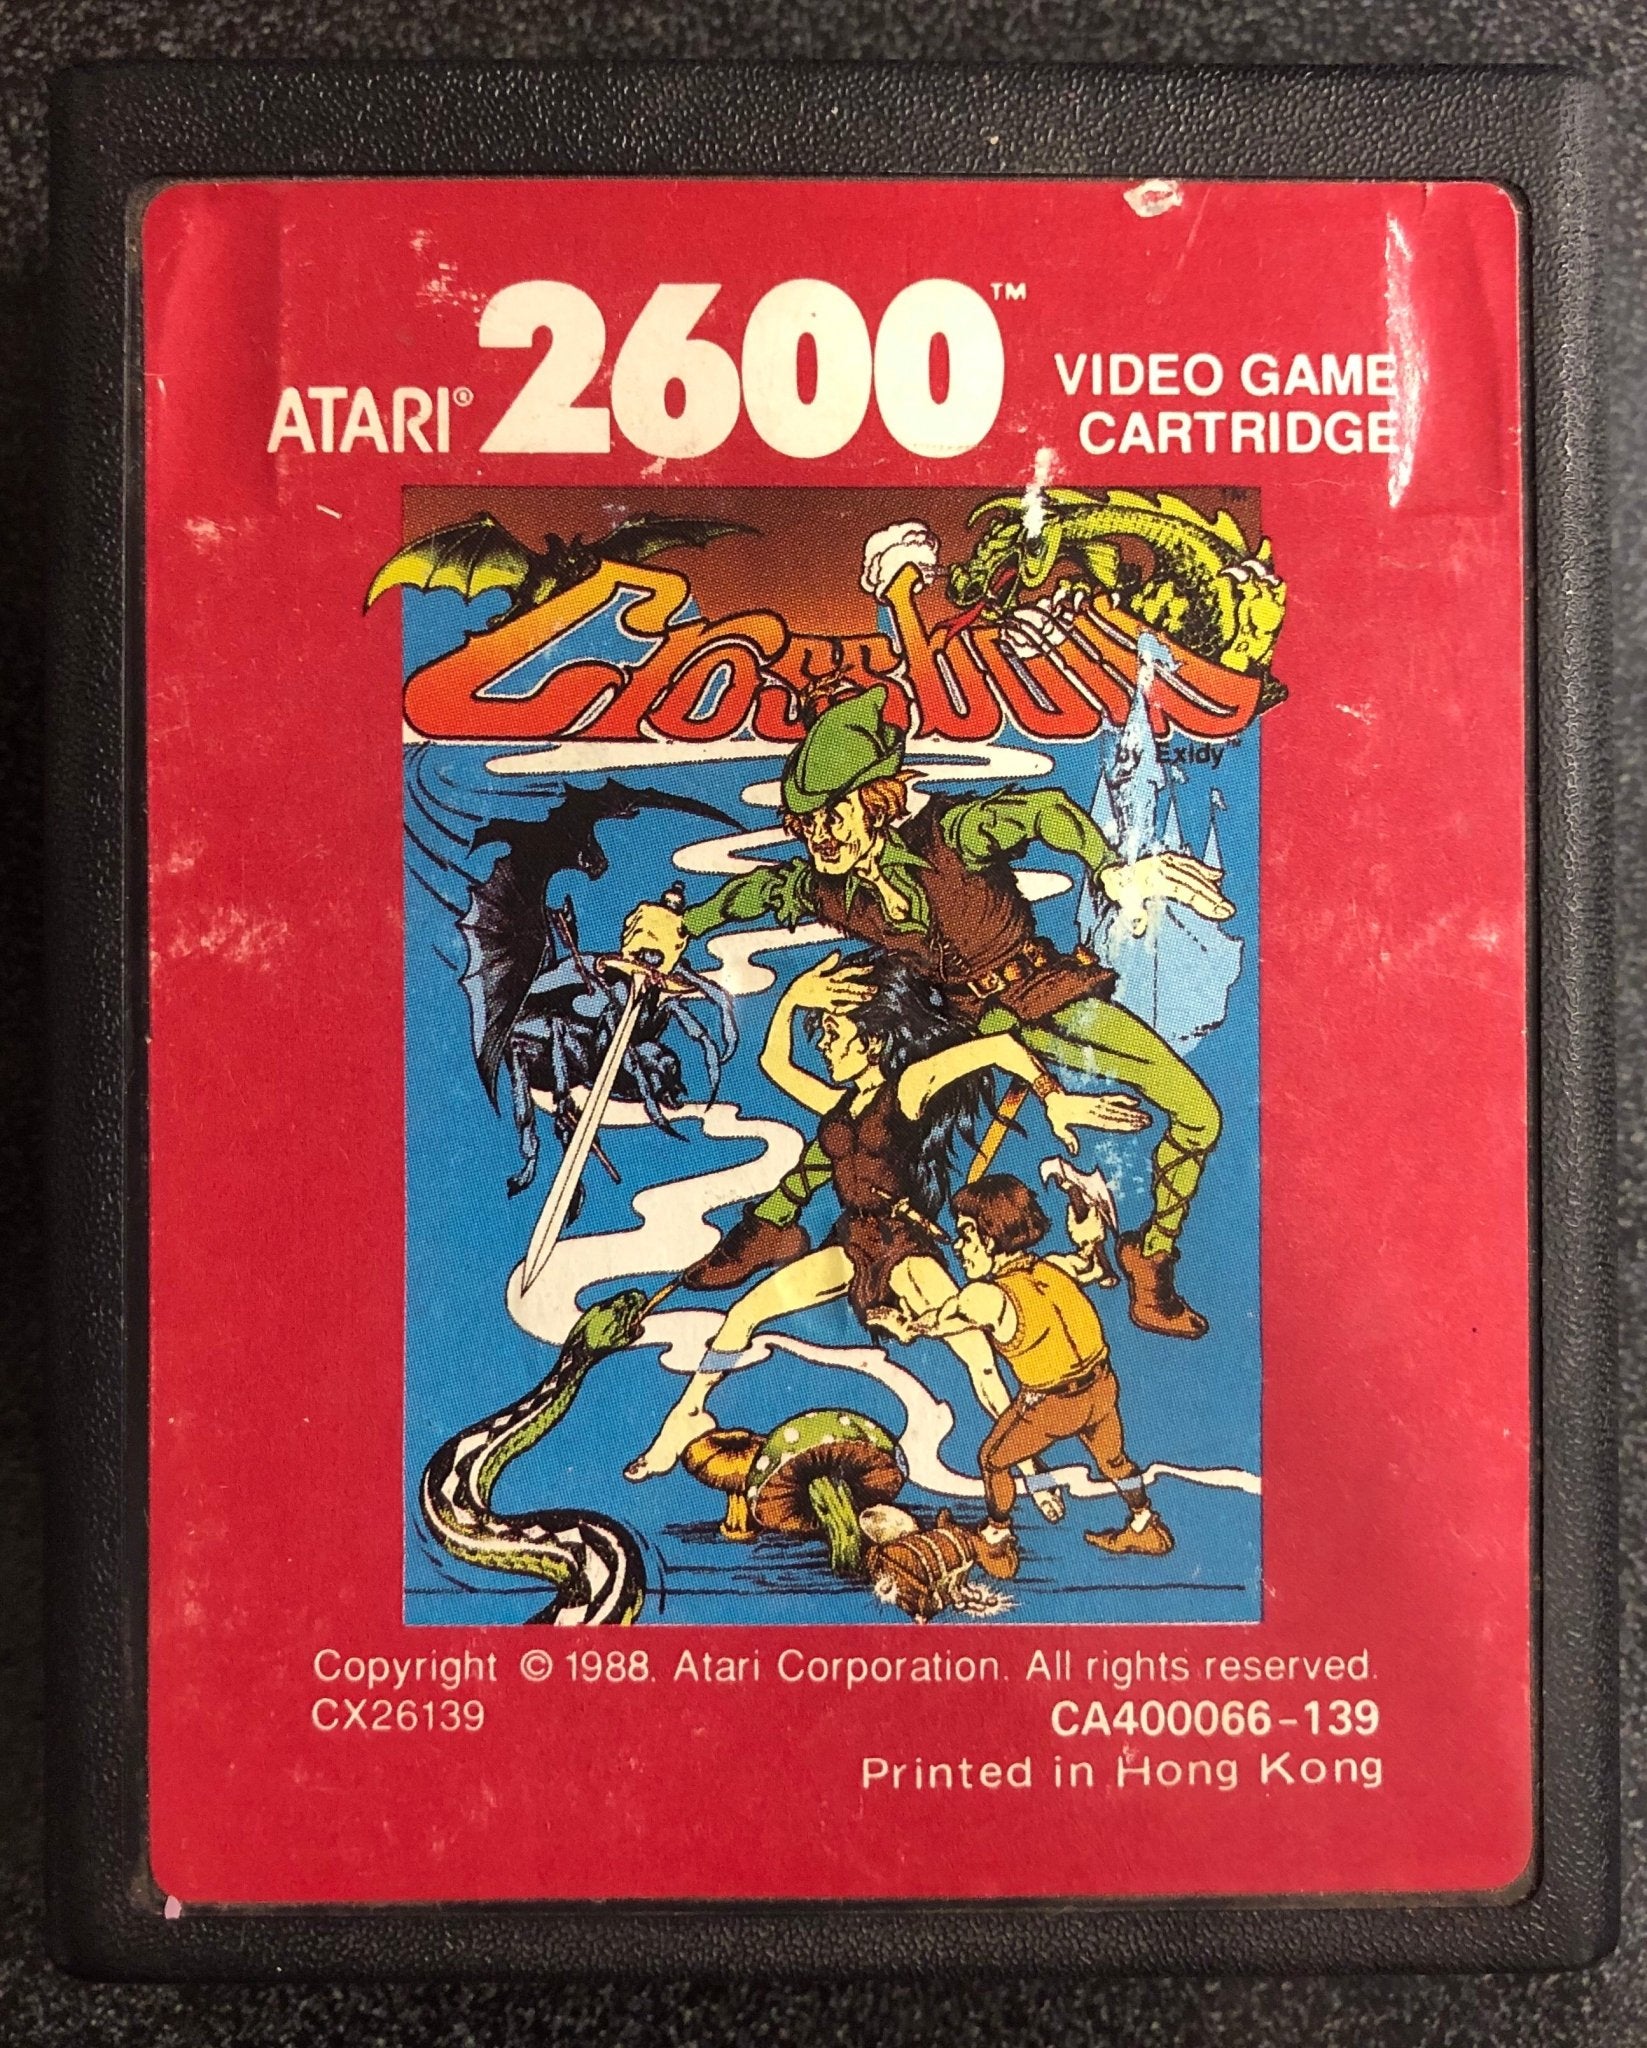 ATARI® 2600™ VIDEO GAME
CARTRIDGE
TM
Crossbow
by Exidy™
Copyright © 1988. Atari Corporation. All rights reserved.
CX26139 CA400066-139
Printed in Hong Kong